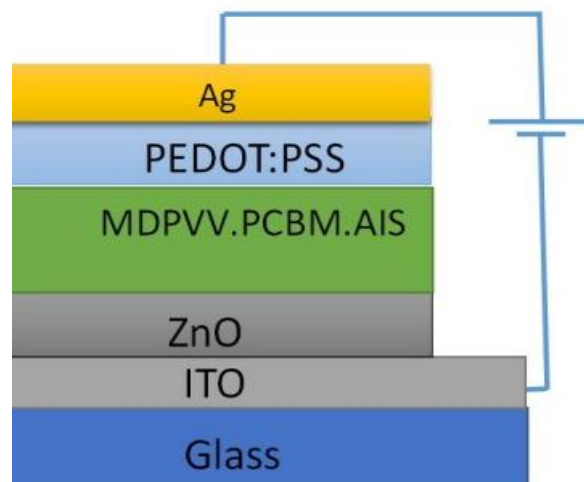 Ag
PEDOT:PSS
MDPVV.PCBM.AIS
ZnO
ITO
Glass